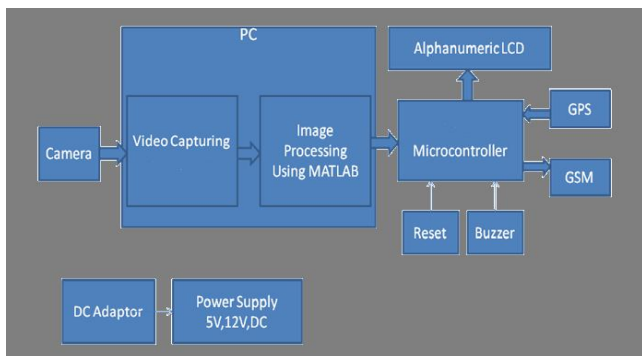 PC
Alphanumeric LCD
Camera
Video Capturing
Image
Processing
Using MATLAB
Microcontroller
GPS
GSM
Reset
Buzzer
DC Adaptor
Power Supply
5V,12V,DC